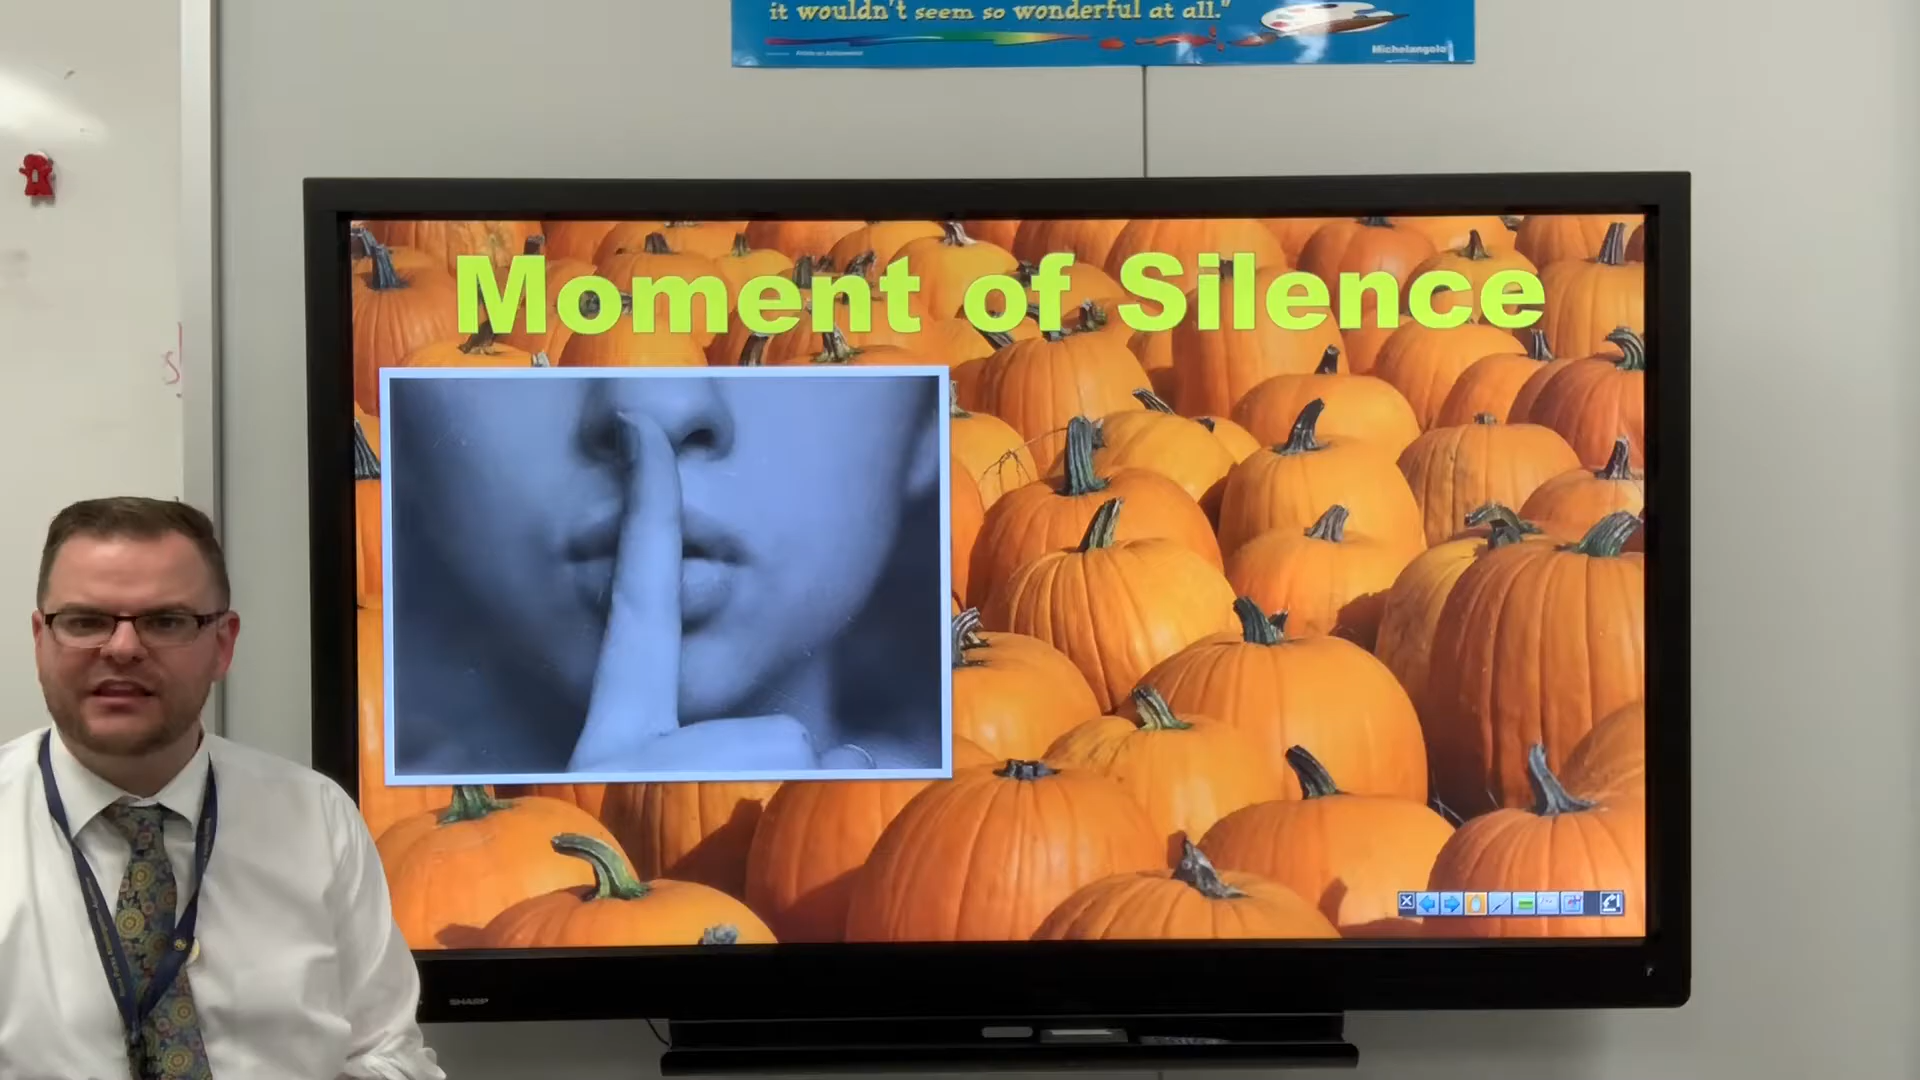 it wouldn't seem so wonderful at all."
Michelangelo
Moment of Silence
SHARP